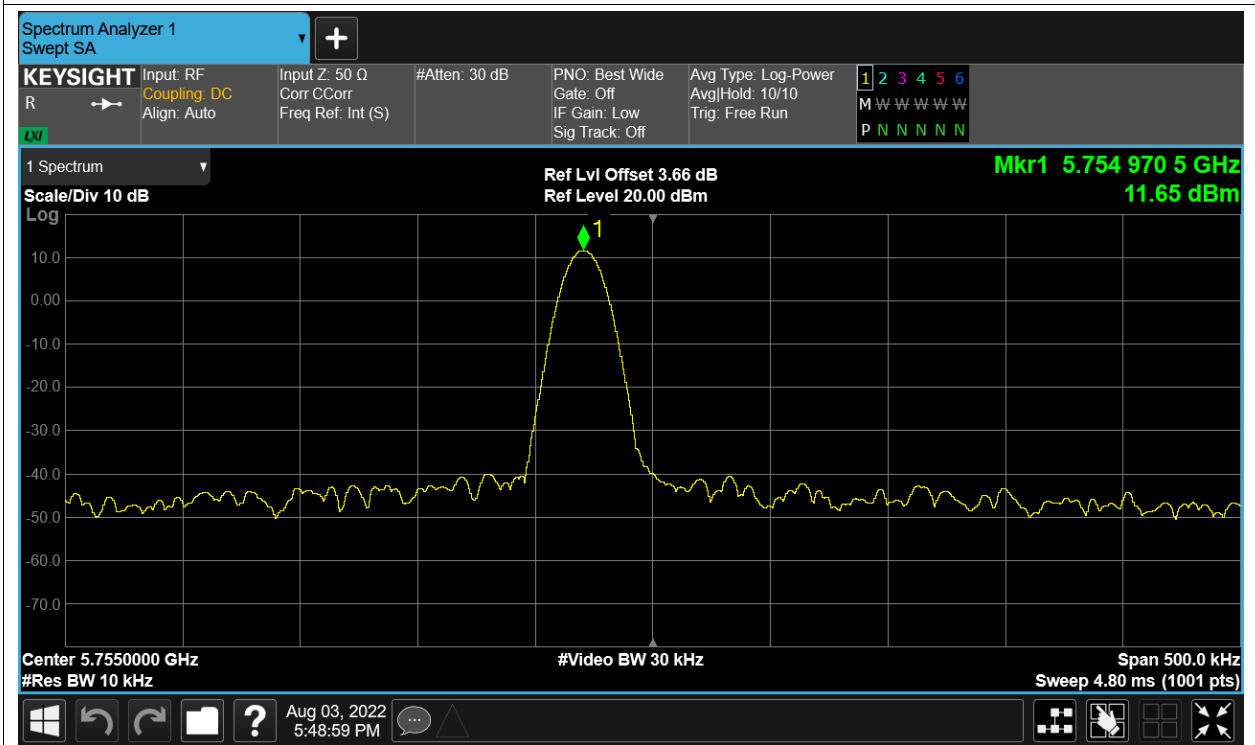 Spectrum Analyzer 1
Swept SA
KEYSIGHT
R
LXI
Input: RF
Coupling: DC
Align: Auto
Input Z: 50 Ω
Corr CCorr
Freq Ref: Int (S)
#Atten: 30 dB
PNO: Best Wide
Gate: Off
IF Gain: Low
Sig Track: Off
Avg Type: Log-Power
Avg|Hold: 10/10
Trig: Free Run
1 2 3 4 5 6
M W W W W W
P N N N N N
1 Spectrum
Scale/Div 10 dB
Log
Ref Lvl Offset 3.66 dB
Ref Level 20.00 dBm
Mkr1 5.754 970 5 GHz
11.65 dBm
1
10.0
0.00
-10.0
-20.0
-30.0
-40.0
-50.0
-60.0
-70.0
Center 5.7550000 GHz
#Res BW 10 kHz
#Video BW 30 kHz
Span 500.0 kHz
Sweep 4.80 ms (1001 pts)
?
Aug 03, 2022
5:48:59 PM